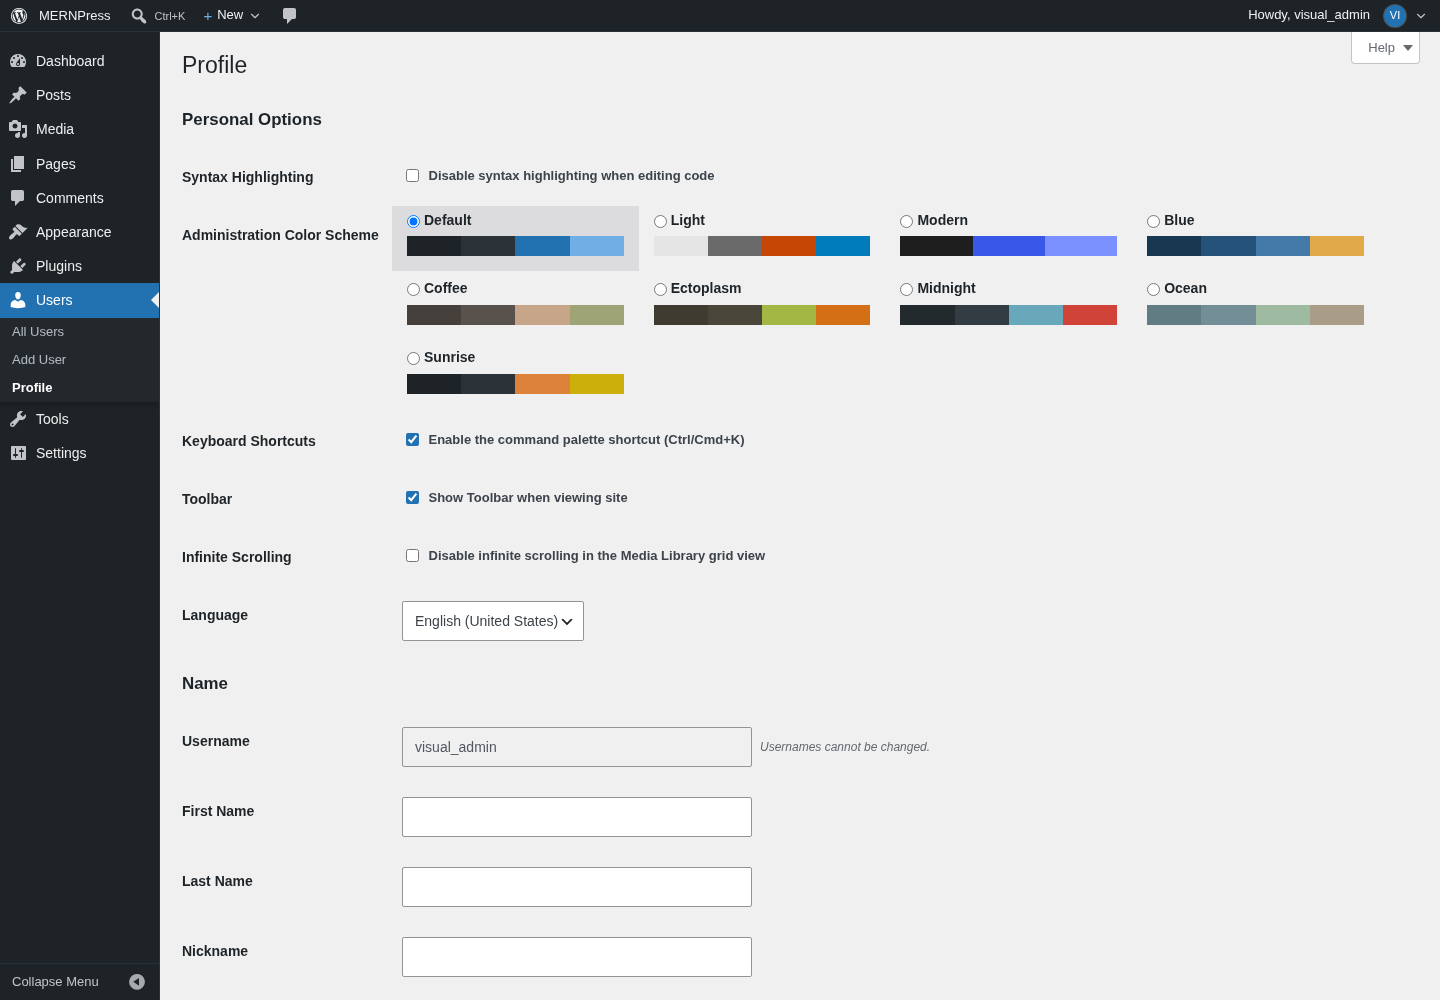 MERNPress
Ctrl+K
+ New
Howdy, visual_admin
VI
Help
Dashboard
Posts
Media
Pages
Comments
Appearance
Plugins
Users
All Users
Add User
Profile
Tools
Settings
Collapse Menu
Profile
Personal Options
Syntax Highlighting
Disable syntax highlighting when editing code
Administration Color Scheme
Default
Light
Modern
Blue
Coffee
Ectoplasm
Midnight
Ocean
Sunrise
Keyboard Shortcuts
Enable the command palette shortcut (Ctrl/Cmd+K)
Toolbar
Show Toolbar when viewing site
Infinite Scrolling
Disable infinite scrolling in the Media Library grid view
Language
English (United States)
Name
Username
visual_admin
Usernames cannot be changed.
First Name
Last Name
Nickname